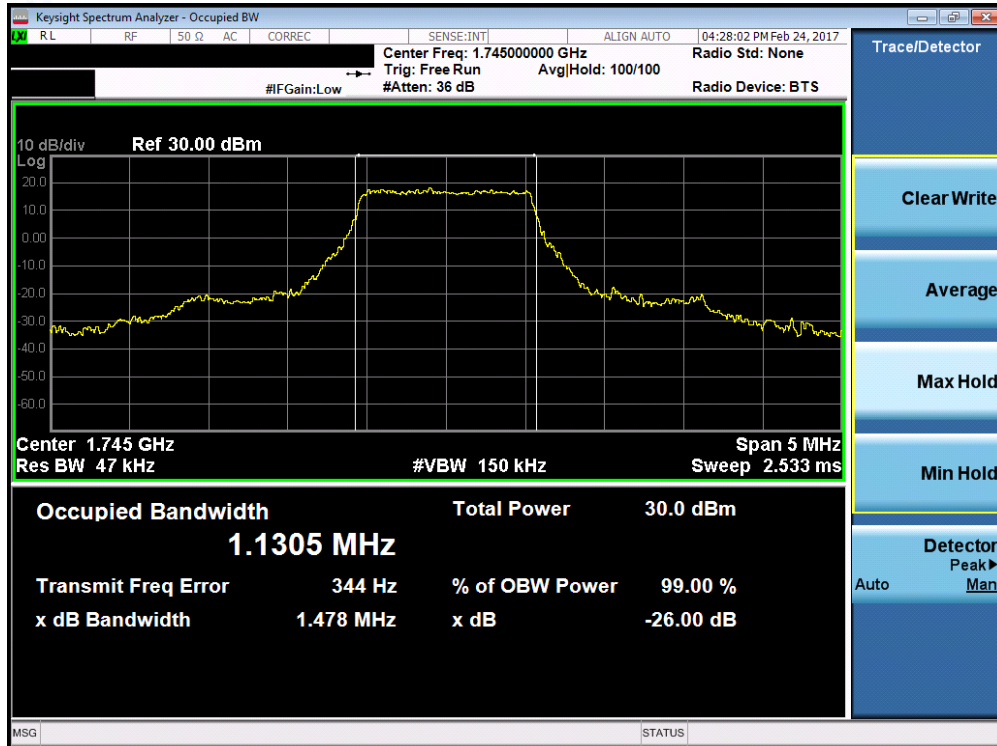 Keysight Spectrum Analyzer - Occupied BW
LXI RL RF 50 Ω AC CORREC SENSE:INT ALIGN AUTO 04:28:02 PM Feb 24, 2017
Center Freq: 1.745000000 GHz Radio Std: None
Trig: Free Run Avg|Hold: 100/100
#IFGain:Low #Atten: 36 dB Radio Device: BTS
10 dB/div Ref 30.00 dBm
Log
20.0
10.0
0.00
-10.0
-20.0
-30.0
-40.0
-50.0
-60.0
Center 1.745 GHz Span 5 MHz
Res BW 47 kHz #VBW 150 kHz Sweep 2.533 ms
Occupied Bandwidth Total Power 30.0 dBm
1.1305 MHz
Transmit Freq Error 344 Hz % of OBW Power 99.00 %
x dB Bandwidth 1.478 MHz x dB -26.00 dB
MSG STATUS
Trace/Detector
Clear Write
Average
Max Hold
Min Hold
Detector
Peak▶
Auto Man